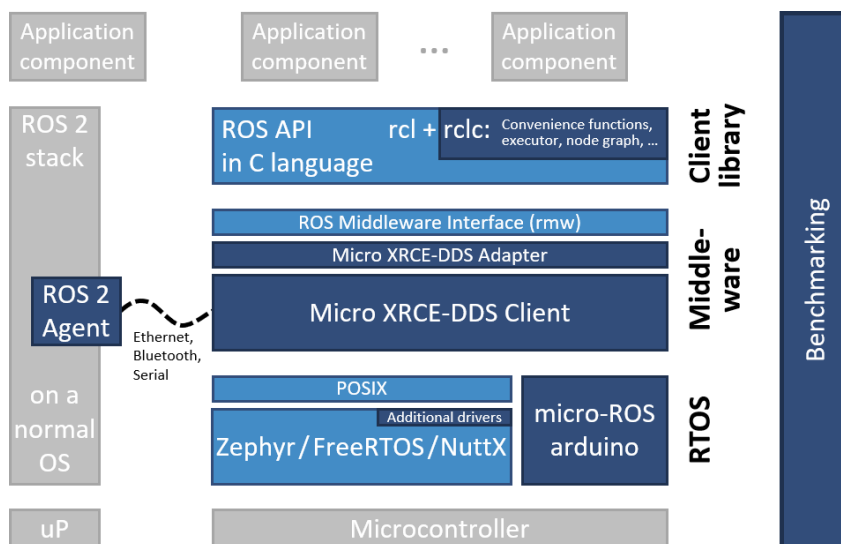 Application
component
Application
component
...
Application
component
ROS 2
stack
ROS API
in C language
rcl + rclc:
Convenience functions,
executor, node graph, ...
Client
library
ROS Middleware Interface (rmw)
Micro XRCE-DDS Adapter
Micro XRCE-DDS Client
Middle-
ware
ROS 2
Agent
Ethernet,
Bluetooth,
Serial
on a
normal
OS
POSIX
Additional drivers
Zephyr/FreeRTOS/NuttX
micro-ROS
arduino
RTOS
uP
Microcontroller
Benchmarking